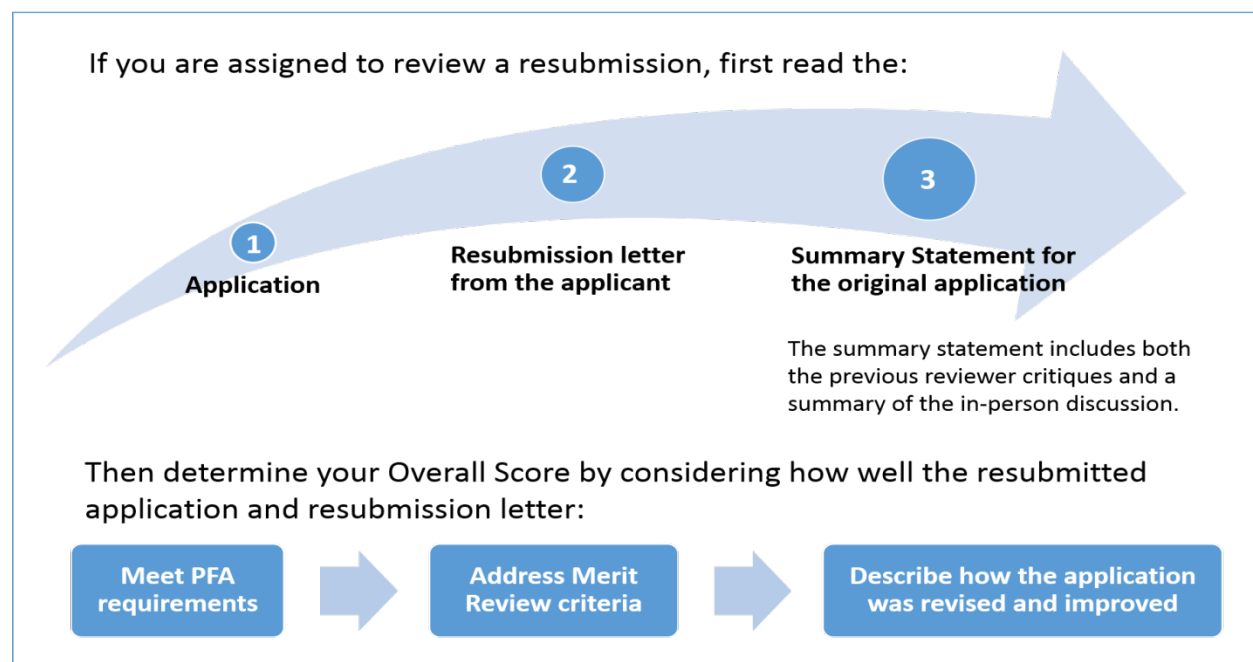 If you are assigned to review a resubmission, first read the:
1
Application
2
Resubmission letter
from the applicant
3
Summary Statement for
the original application
The summary statement includes both
the previous reviewer critiques and a
summary of the in-person discussion.
Then determine your Overall Score by considering how well the resubmitted
application and resubmission letter:
Meet PFA
requirements
Address Merit
Review criteria
Describe how the application
was revised and improved